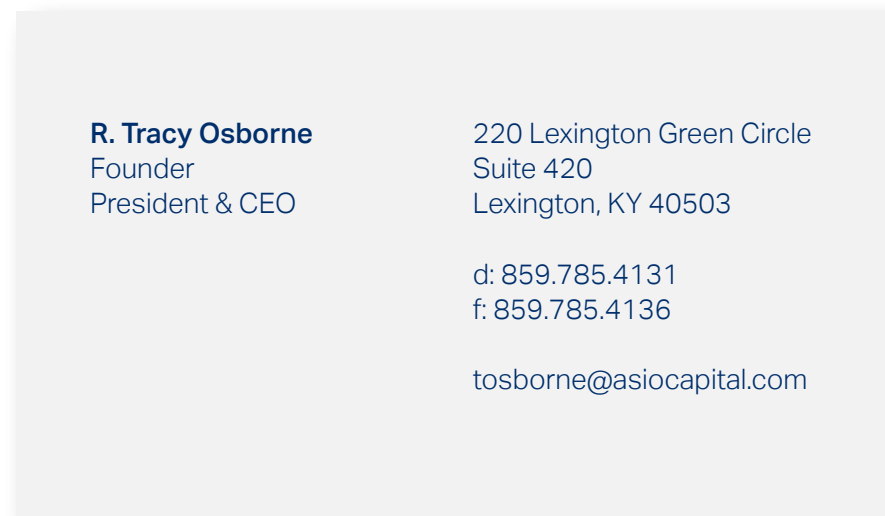 R. Tracy Osborne
Founder
President & CEO
220 Lexington Green Circle
Suite 420
Lexington, KY 40503
d: 859.785.4131
f: 859.785.4136
tosborne@asiocapital.com